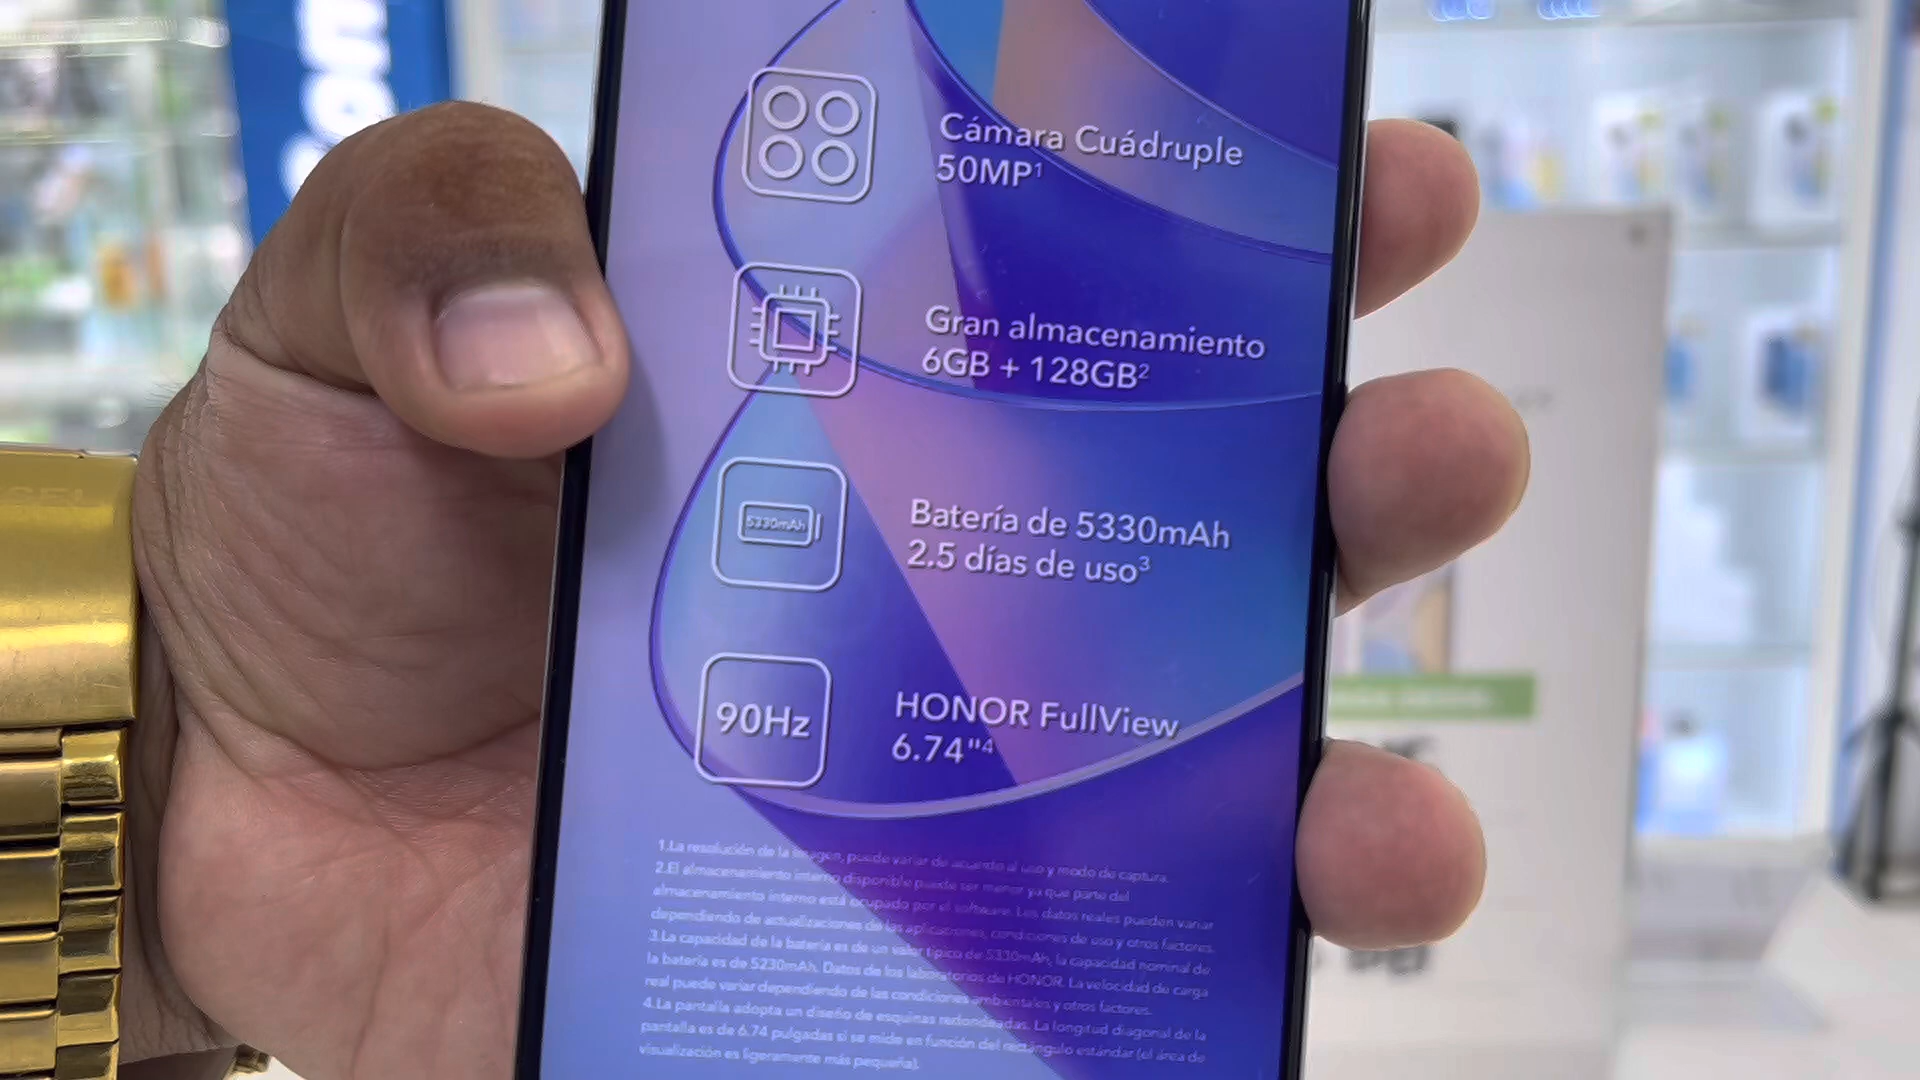 Cámara Cuádruple
50MP¹
Gran almacenamiento
6GB + 128GB²
5330mAh
Batería de 5330mAh
2.5 días de uso³
90Hz
HONOR FullView
6.74"⁴
1.La resolución de la imagen, puede variar de acuerdo al uso y modo de captura.
2.El almacenamiento interno disponible puede ser menor ya que parte del
almacenamiento interno está ocupado por el software. Los datos reales pueden variar
dependiendo de actualizaciones de las aplicaciones, condiciones de uso y otros factores.
3.La capacidad de la batería es de un valor típico de 5330mAh, la capacidad nominal de
la batería es de 5230mAh. Datos de los laboratorios de HONOR. La velocidad de carga
real puede variar dependiendo de las condiciones ambientales y otros factores.
4.La pantalla adopta un diseño de esquinas redondeadas. La longitud diagonal de la
pantalla es de 6.74 pulgadas si se mide en función del rectángulo estándar (el área de
visualización es ligeramente más pequeña).